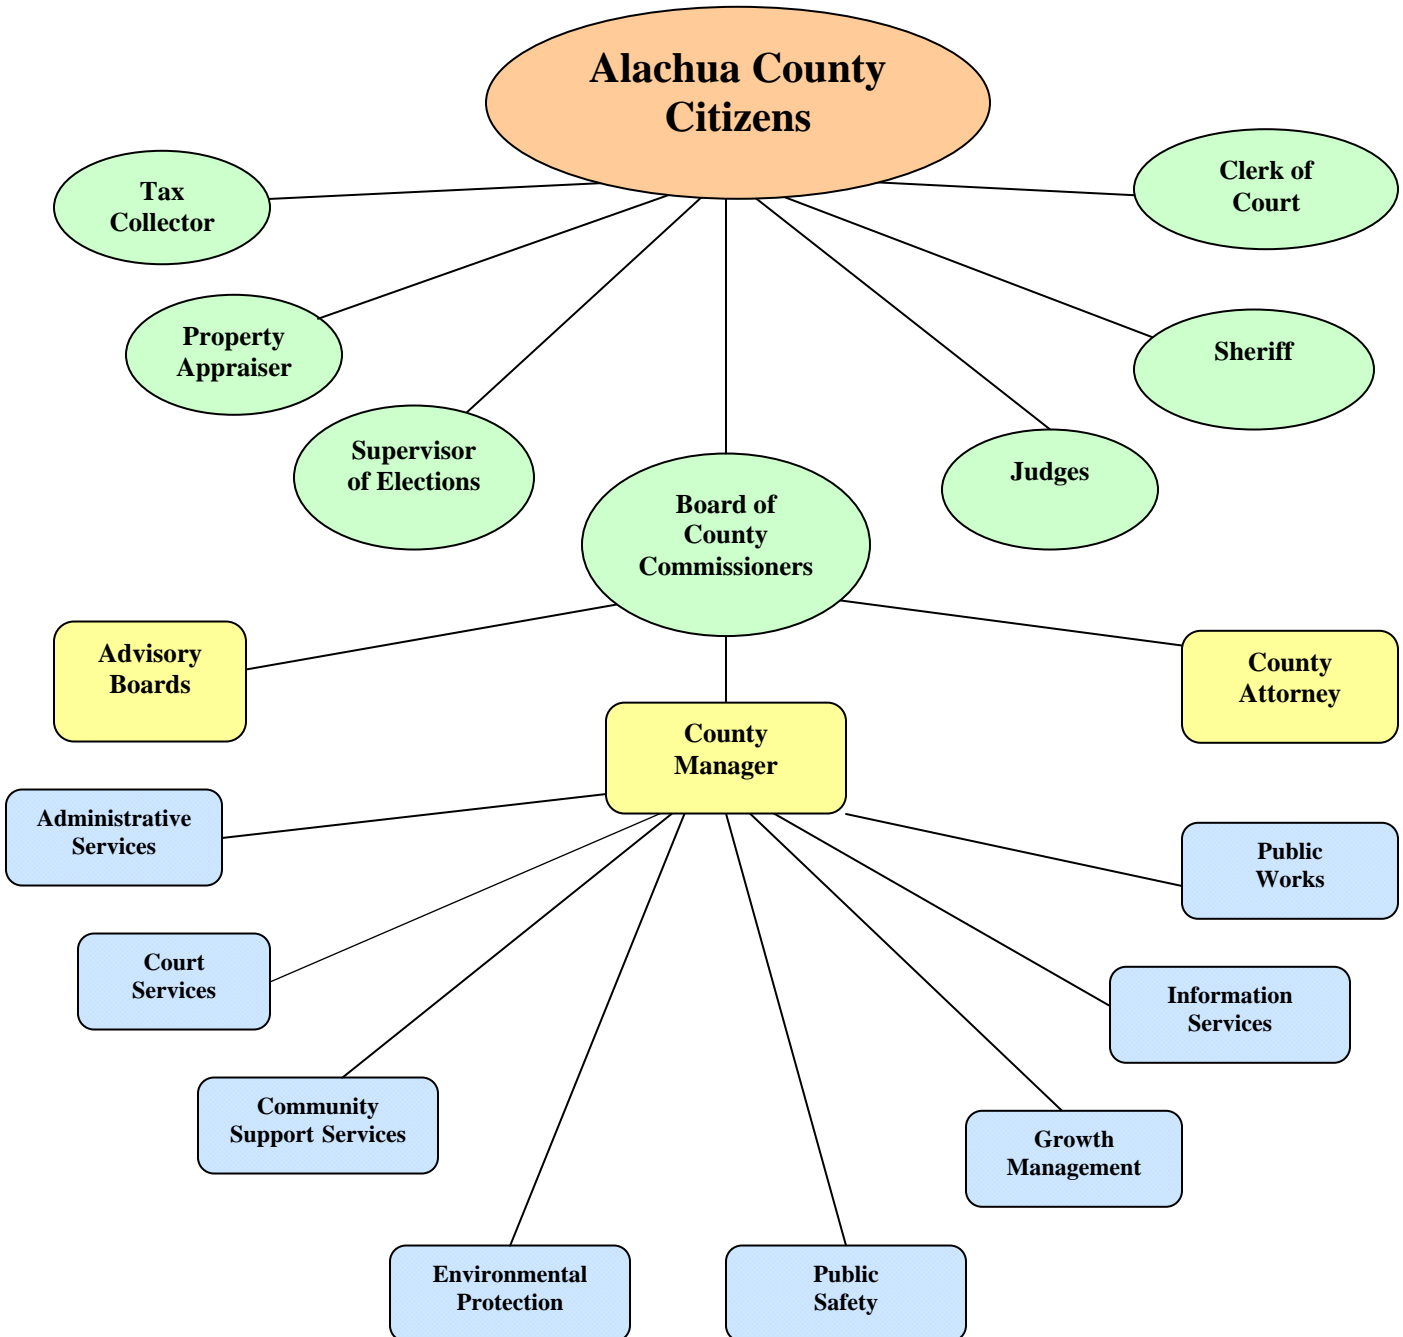 Alachua County
Citizens
Tax
Collector
Clerk of
Court
Property
Appraiser
Sheriff
Supervisor
of Elections
Judges
Board of
County
Commissioners
Advisory
Boards
County
Attorney
County
Manager
Administrative
Services
Public
Works
Court
Services
Information
Services
Community
Support Services
Growth
Management
Environmental
Protection
Public
Safety